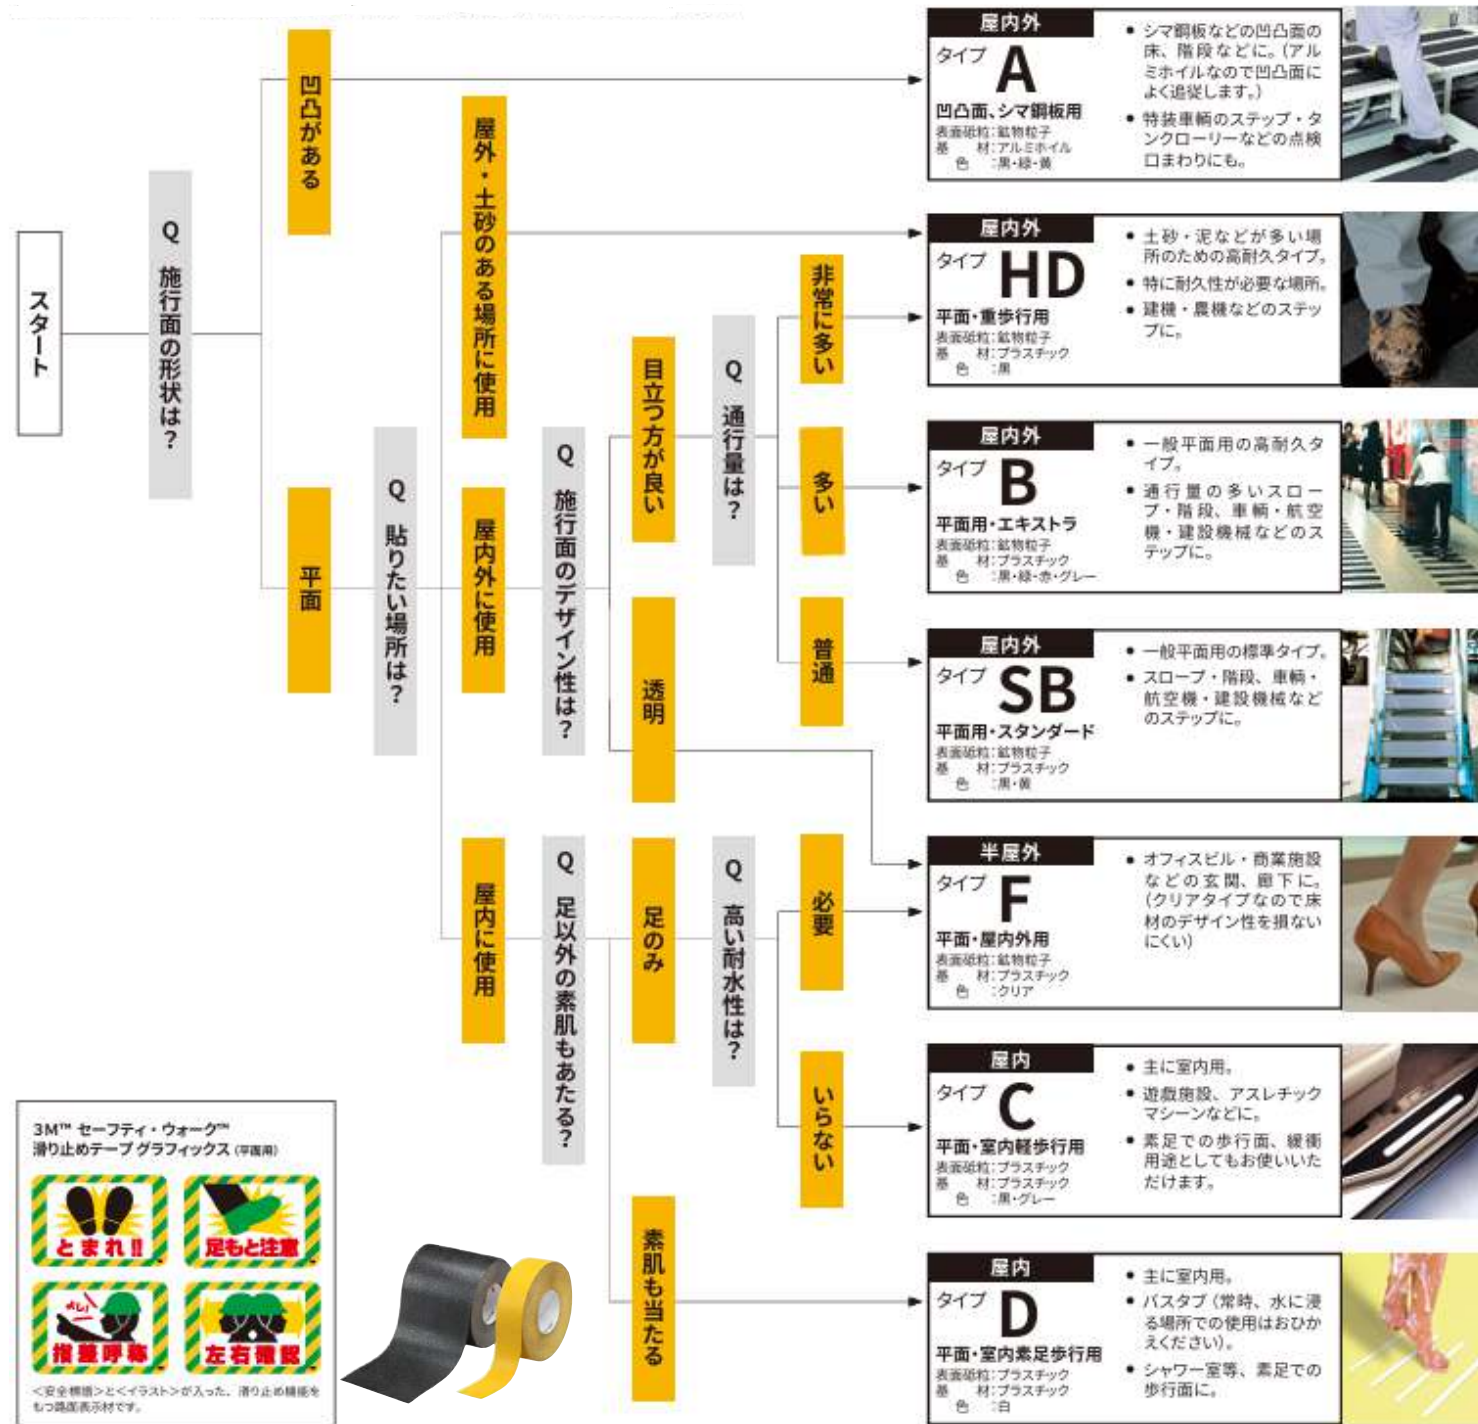 スタート
Q 施行面の形状は？
凹凸がある
平面
Q 貼りたい場所は？
屋外・土砂のある場所に使用
屋内外に使用
屋内に使用
Q 施行面のデザイン性は？
Q 足以外の素肌もあたる？
目立つ方が良い
透明
足のみ
素肌も当たる
Q 通行量は？
Q 高い耐水性は？
非常に多い
多い
普通
必要
いらない
屋内外
タイプ A
凹凸面、シマ鋼板用
表面砥粒：鉱物粒子
基 材：アルミホイル
色 ：黒・緑・黄
• シマ鋼板などの凹凸面の
床、階段などに。（アル
ミホイルなので凹凸面に
よく追従します。）
• 特装車輌のステップ・タ
ンクローリーなどの点検
口まわりにも。
屋内外
タイプ HD
平面・重歩行用
表面砥粒：鉱物粒子
基 材：プラスチック
色 ：黒
• 土砂・泥などが多い場
所のための高耐久タイプ。
• 特に耐久性が必要な場所。
• 建機・農機などのステッ
プに。
屋内外
タイプ B
平面用・エキストラ
表面砥粒：鉱物粒子
基 材：プラスチック
色 ：黒・緑・赤・グレー
• 一般平面用の高耐久タ
イプ。
• 通行量の多いスロー
プ・階段、車輌・航空
機・建設機械などのス
テップに。
屋内外
タイプ SB
平面用・スタンダード
表面砥粒：鉱物粒子
基 材：プラスチック
色 ：黒・黄
• 一般平面用の標準タイプ。
• スロープ・階段、車輌・
航空機・建設機械など
のステップに。
半屋外
タイプ F
平面・屋内外用
表面砥粒：鉱物粒子
基 材：プラスチック
色 ：クリア
• オフィスビル・商業施設
などの玄関、廊下に。
（クリアタイプなので床
材のデザイン性を損ない
にくい）
屋内
タイプ C
平面・室内軽歩行用
表面砥粒：プラスチック
基 材：プラスチック
色 ：黒・グレー
• 主に室内用。
• 遊戯施設、アスレチック
マシーンなどに。
• 素足での歩行面、緩衝
用途としてもお使いいた
だけます。
屋内
タイプ D
平面・室内素足歩行用
表面砥粒：プラスチック
基 材：プラスチック
色 ：白
• 主に室内用。
• バスタブ（常時、水に浸
る場所での使用はおひか
えください）。
• シャワー室等、素足での
歩行面に。
3M™ セーフティ・ウォーク™
滑り止めテープ グラフィックス（平面用）
とまれ!!
足もと注意
よし！
指差呼称
左右確認
＜安全標語＞と＜イラスト＞が入った、滑り止め機能を
もつ路面表示材です。